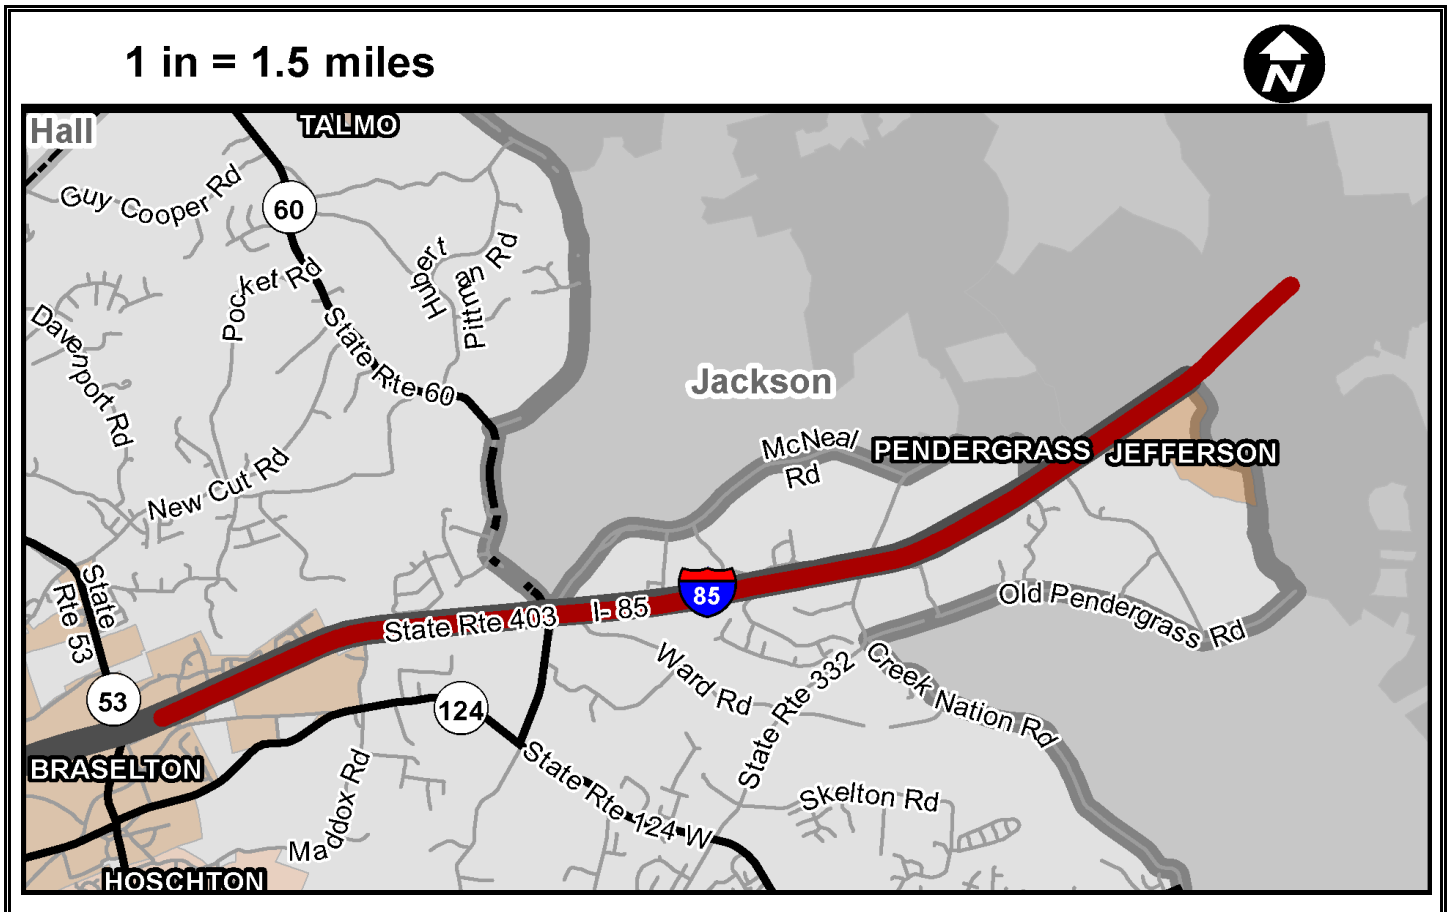 1 in = 1.5 miles
N
Hall
TALMO
Guy Cooper Rd
60
Pocket Rd
Hubert
Pittman Rd
Davenport Rd
State Rte 60
Jackson
McNeal
Rd
PENDERGRASS
JEFFERSON
New Cut Rd
State
Rte 53
85
State Rte 403
I- 85
Old Pendergrass Rd
53
124
Ward Rd
State Rte 332
Creek Nation Rd
BRASELTON
Maddox Rd
State Rte 124 W
Skelton Rd
HOSCHTON